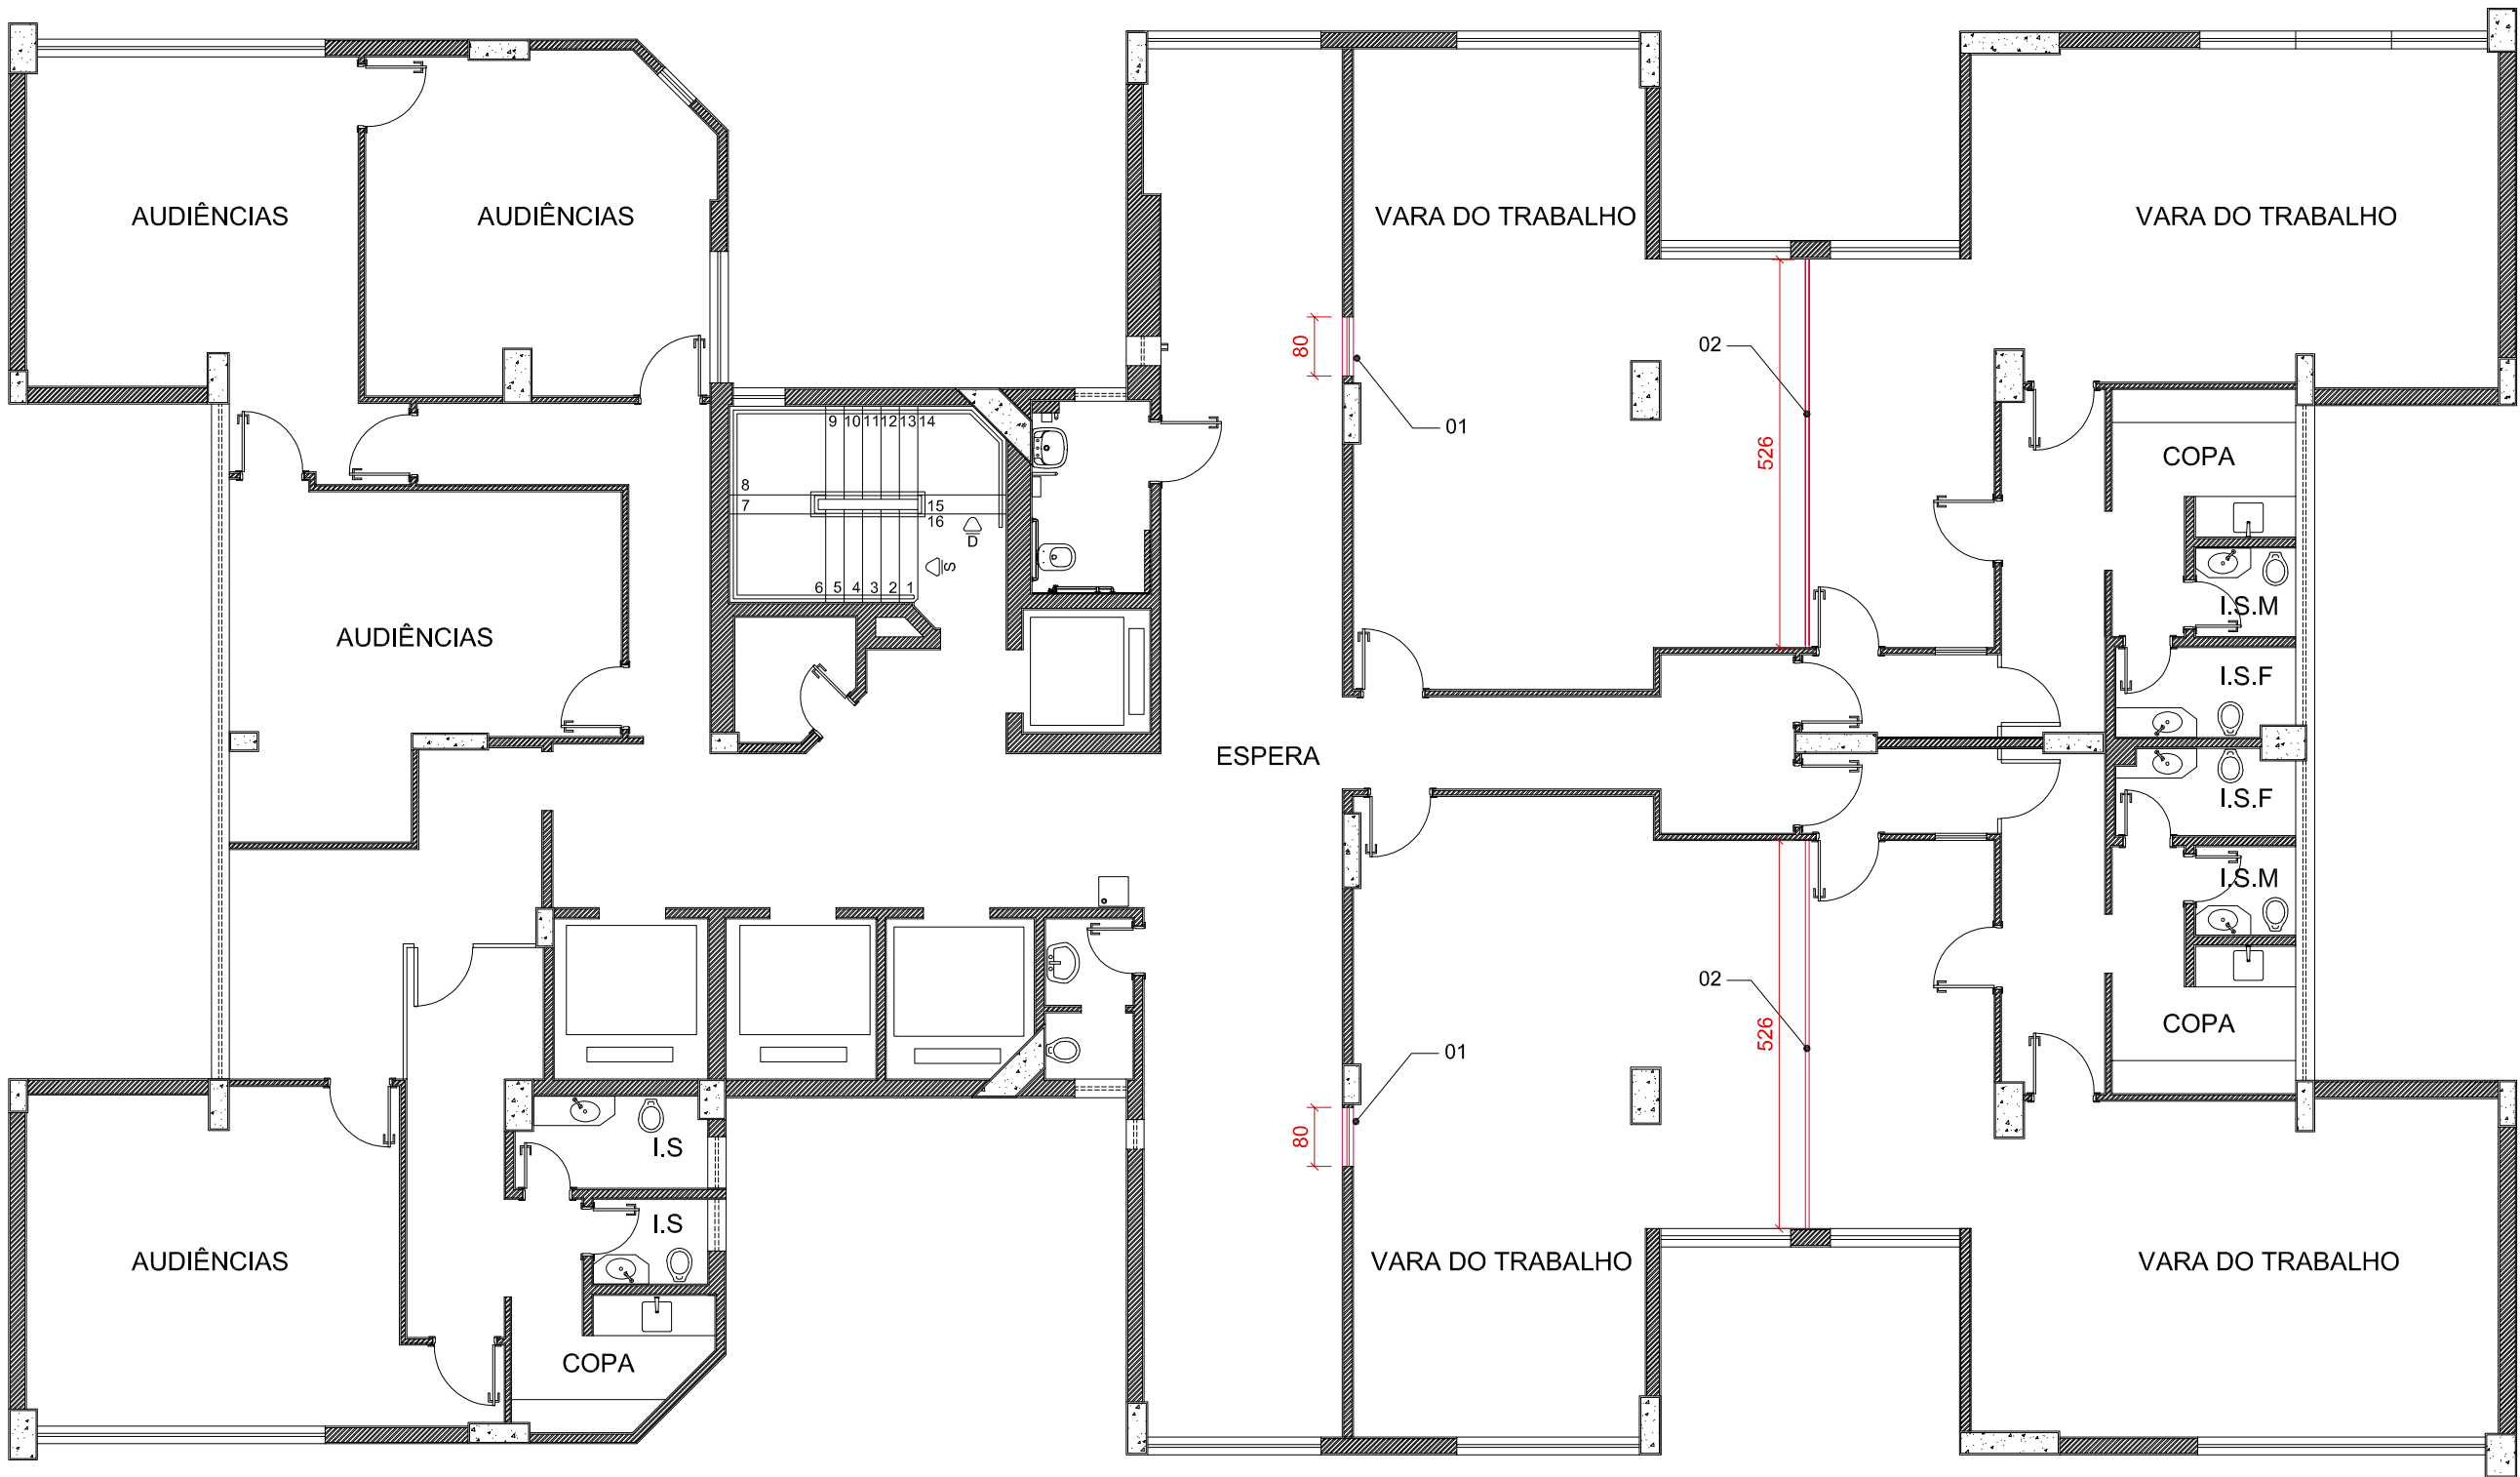 AUDIÊNCIAS
AUDIÊNCIAS
VARA DO TRABALHO
VARA DO TRABALHO
80
02
01
9 10 11 12 13 14
526
COPA
8
7
15
16
D
S
6 5 4 3 2 1
I.S.M
AUDIÊNCIAS
I.S.F
ESPERA
I.S.F
I.S.M
02
526
COPA
01
80
I.S
I.S
AUDIÊNCIAS
VARA DO TRABALHO
VARA DO TRABALHO
COPA